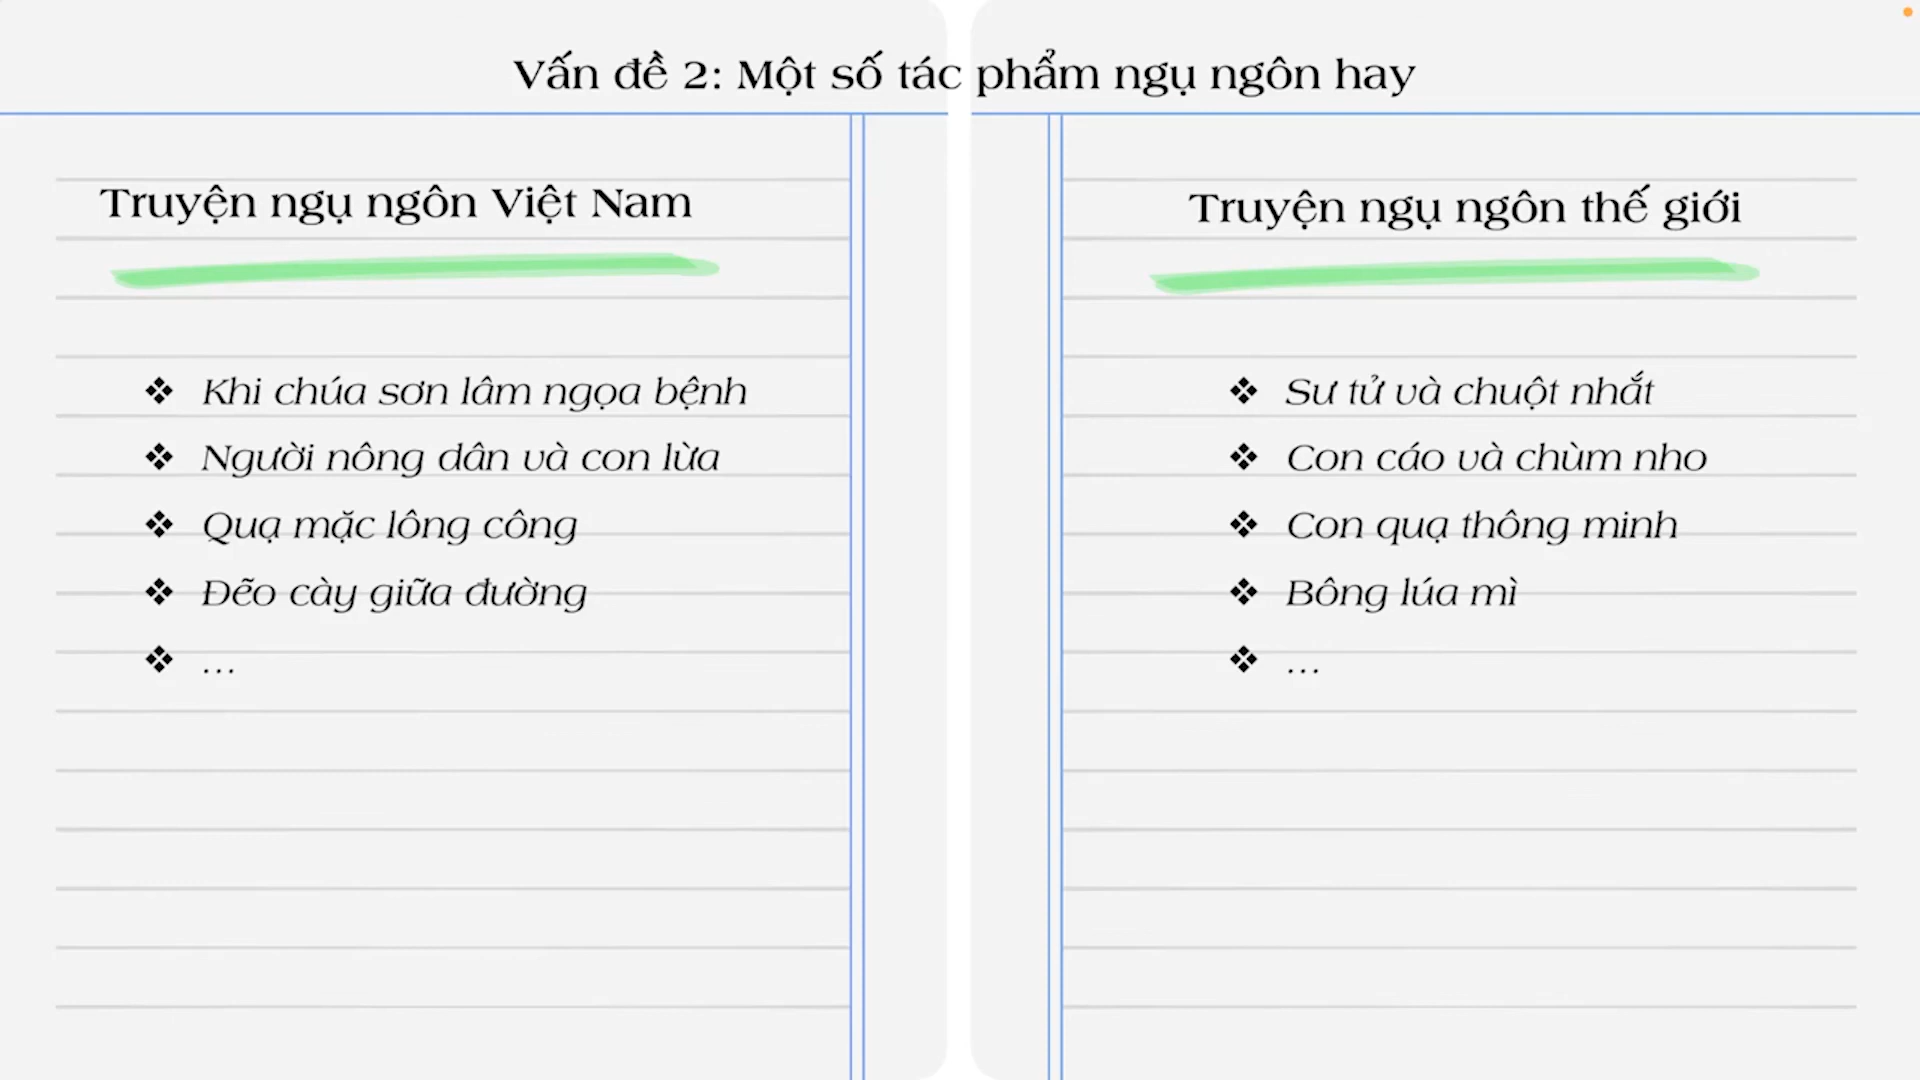 Vấn đề 2: Một số tác phẩm ngụ ngôn hay
Truyện ngụ ngôn Việt Nam
❖ Khi chúa sơn lâm ngọa bệnh
❖ Người nông dân và con lừa
❖ Quạ mặc lông công
❖ Đẽo cày giữa đường
❖ ...
Truyện ngụ ngôn thế giới
❖ Sư tử và chuột nhắt
❖ Con cáo và chùm nho
❖ Con quạ thông minh
❖ Bông lúa mì
❖ ...